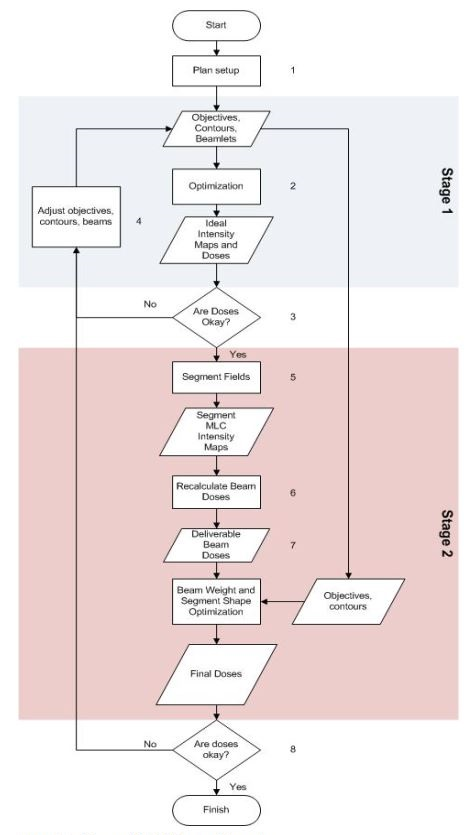 Start
Plan setup
1
Objectives,
Contours,
Beamlets
Stage 1
Optimization
2
Adjust objectives,
contours, beams
4
Ideal
Intensity
Maps and
Doses
No
Are Doses
Okay?
3
Yes
Segment Fields
5
Segment
MLC
Intensity
Maps
Recalculate Beam
Doses
6
Stage 2
Deliverable
Beam
Doses
7
Beam Weight and
Segment Shape
Optimization
Objectives,
contours
Final Doses
No
Are doses
okay?
8
Yes
Finish